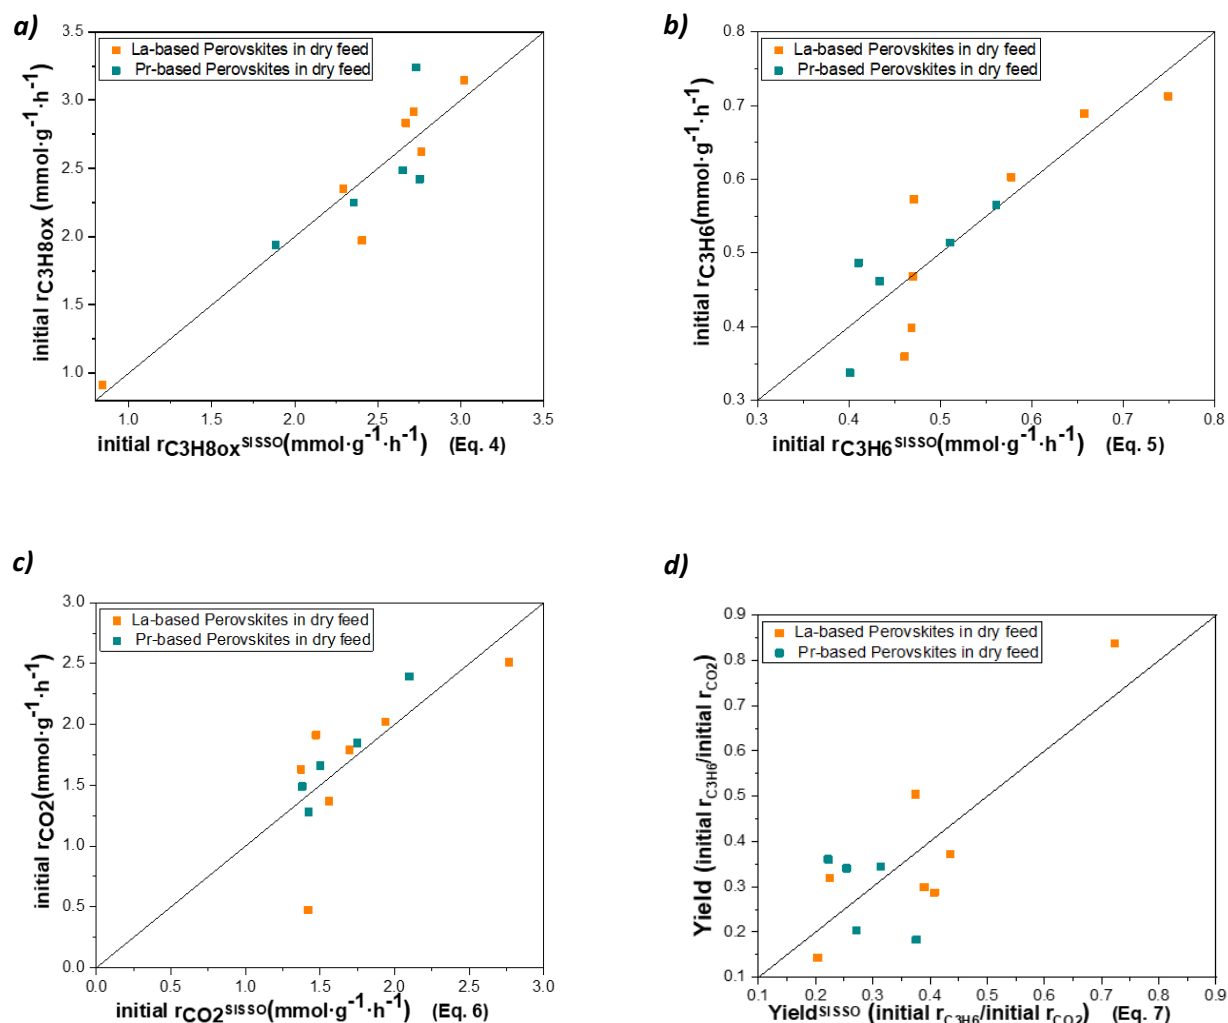 a)
3.5
3.0
2.5
2.0
1.5
1.0
initial rC3H8ox (mmol·g-1·h-1)
La-based Perovskites in dry feed
Pr-based Perovskites in dry feed
1.0 1.5 2.0 2.5 3.0 3.5
initial rC3H8oxSISSO(mmol·g-1·h-1) (Eq. 4)
b)
0.8
0.7
0.6
0.5
0.4
0.3
initial rC3H6(mmol·g-1·h-1)
La-based Perovskites in dry feed
Pr-based Perovskites in dry feed
0.3 0.4 0.5 0.6 0.7 0.8
initial rC3H6SISSO(mmol·g-1·h-1) (Eq. 5)
c)
3.0
2.5
2.0
1.5
1.0
0.5
0.0
initial rCO2(mmol·g-1·h-1)
La-based Perovskites in dry feed
Pr-based Perovskites in dry feed
0.0 0.5 1.0 1.5 2.0 2.5 3.0
initial rCO2SISSO(mmol·g-1·h-1) (Eq. 6)
d)
0.9
0.8
0.7
0.6
0.5
0.4
0.3
0.2
0.1
Yield (initial rC3H6/initial rCO2)
La-based Perovskites in dry feed
Pr-based Perovskites in dry feed
0.1 0.2 0.3 0.4 0.5 0.6 0.7 0.8 0.9
YieldSISSO (initial rC3H6/initial rCO2) (Eq. 7)